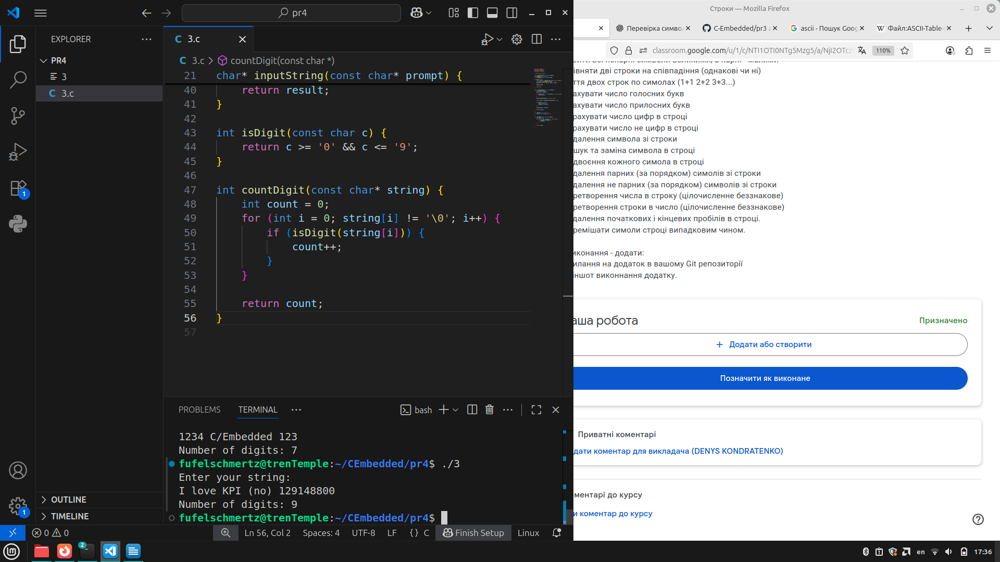 pr4
Строки — Mozilla Firefox
EXPLORER
PR4
3
3.c
3.c
3.c > countDigit(const char *)
21 char* inputString(const char* prompt) {
40 return result;
41 }
42
43 int isDigit(const char c) {
44 return c >= '0' && c <= '9';
45 }
46
47 int countDigit(const char* string) {
48 int count = 0;
49 for (int i = 0; string[i] != '\0'; i++) {
50 if (isDigit(string[i])) {
51 count++;
52 }
53 }
54
55 return count;
56 }
57
PROBLEMS TERMINAL
bash
1234 C/Embedded 123
Number of digits: 7
fufelschmertz@trenTemple:~/CEmbedded/pr4$ ./3
Enter your string:
I love KPI (no) 129148800
Number of digits: 9
fufelschmertz@trenTemple:~/CEmbedded/pr4$
OUTLINE
TIMELINE
1
1
0 0
Ln 56, Col 2 Spaces: 4 UTF-8 LF {} C Finish Setup Linux
Перевірка симво
C-Embedded/pr3 a
ascii - Пошук Goog
Файл:ASCII-Table-
classroom.google.com/u/1/c/NTI1OTI0NTg5Mzg5/a/NjI2OTcz
110%
івняти дві строки на співпадіння (однакові чи ні)
ття двох строк по симолах (1+1 2+2 3+3...)
ахувати число голосних букв
ахувати число прилосних букв
рахувати число цифр в строці
рахувати число не цифр в строці
далення символа зі строки
шук та заміна символа в строці
двоєння кожного симола в строці
далення парних (за порядком) симолів зі строки
далення не парних (за порядком) символів зі строки
ретворення числа в строку (цілочисленне беззнакове)
ретворення строки в число (цілочисленне беззнакове)
далення початкових і кінцевих пробілів в строці.
ремішати симоли строці випадковим чином.
иконання - додати:
илання на додаток в вашому Git репозиторії
іншот виконнання додатку.
аша робота
Призначено
+ Додати або створити
Позначити як виконане
Приватні коментарі
дати коментар для викладача (DENYS KONDRATENKO)
ментарі до курсу
и коментар до курсу
2
en
17:36